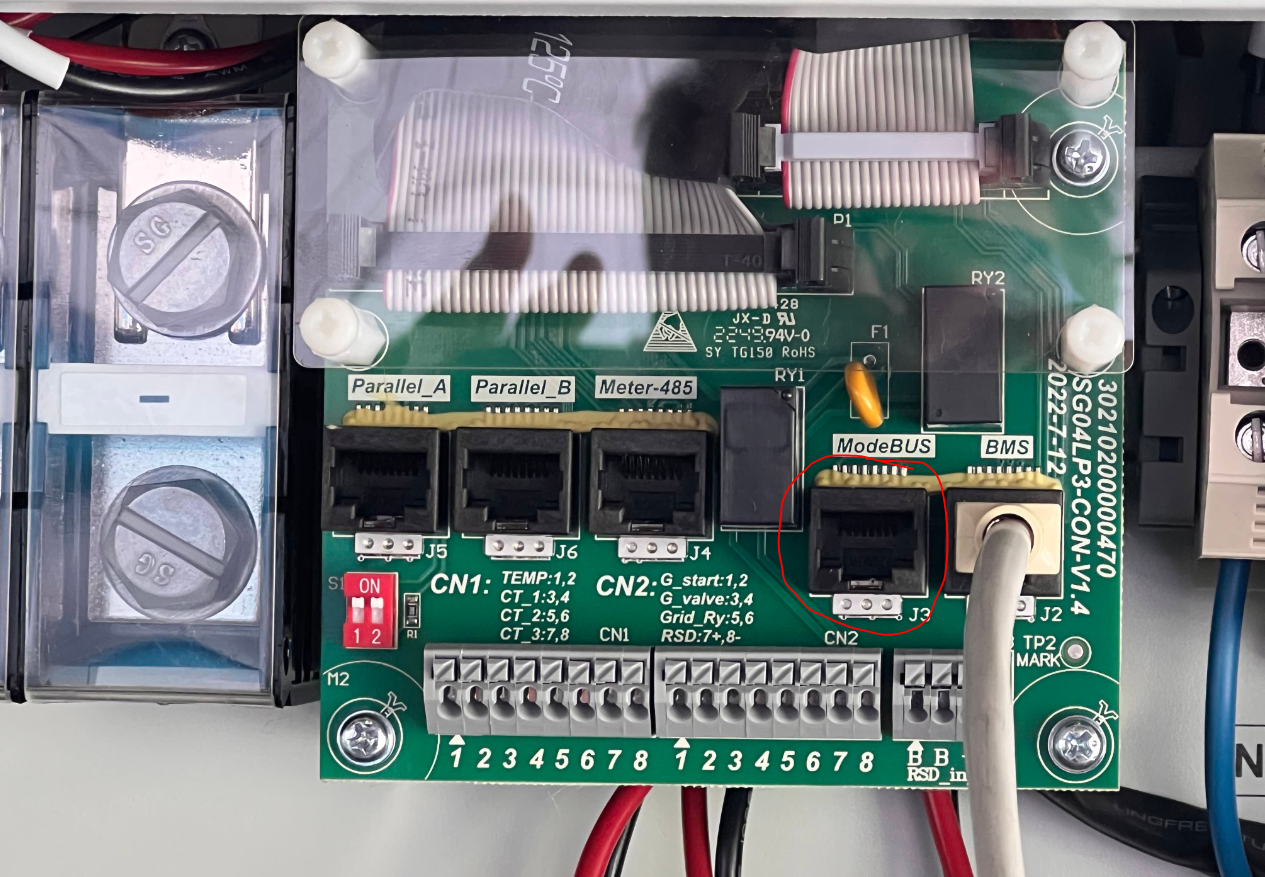 125°C
AWM
SG
SG
-
P1
T-40
RY2
428
JX-D
2249 94V-0
SY TG150 RoHS
F1
RY1
Parallel_A
Parallel_B
Meter-485
ModeBUS
BMS
3021020000000470
SG04LP3-CON-V1.4
2022-7-12
J5
J6
J4
J3
J2
S1
ON
1 2
R1
CN1:
TEMP:1,2
CT_1:3,4
CT_2:5,6
CT_3:7,8
CN1
CN2:
G_start:1,2
G_valve:3,4
Grid_Ry:5,6
RSD:7+,8-
CN2
TP2
MARK
M2
1 2 3 4 5 6 7 8
1 2 3 4 5 6 7 8
B B
RSD_in
N